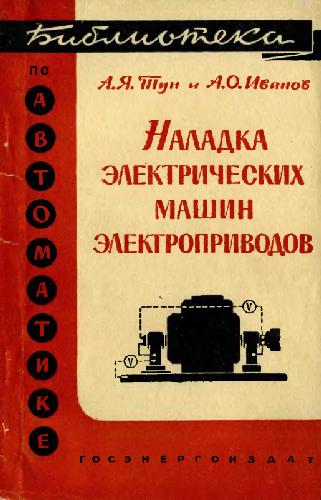 Библиотека
ПО
АВТОМАТИКЕ
А.Я. Тун и А.О. Иванов
НАЛАДКА
ЭЛЕКТРИЧЕСКИХ
МАШИН
ЭЛЕКТРОПРИВОДОВ
V
V
ГОСЭНЕРГОИЗДАТ